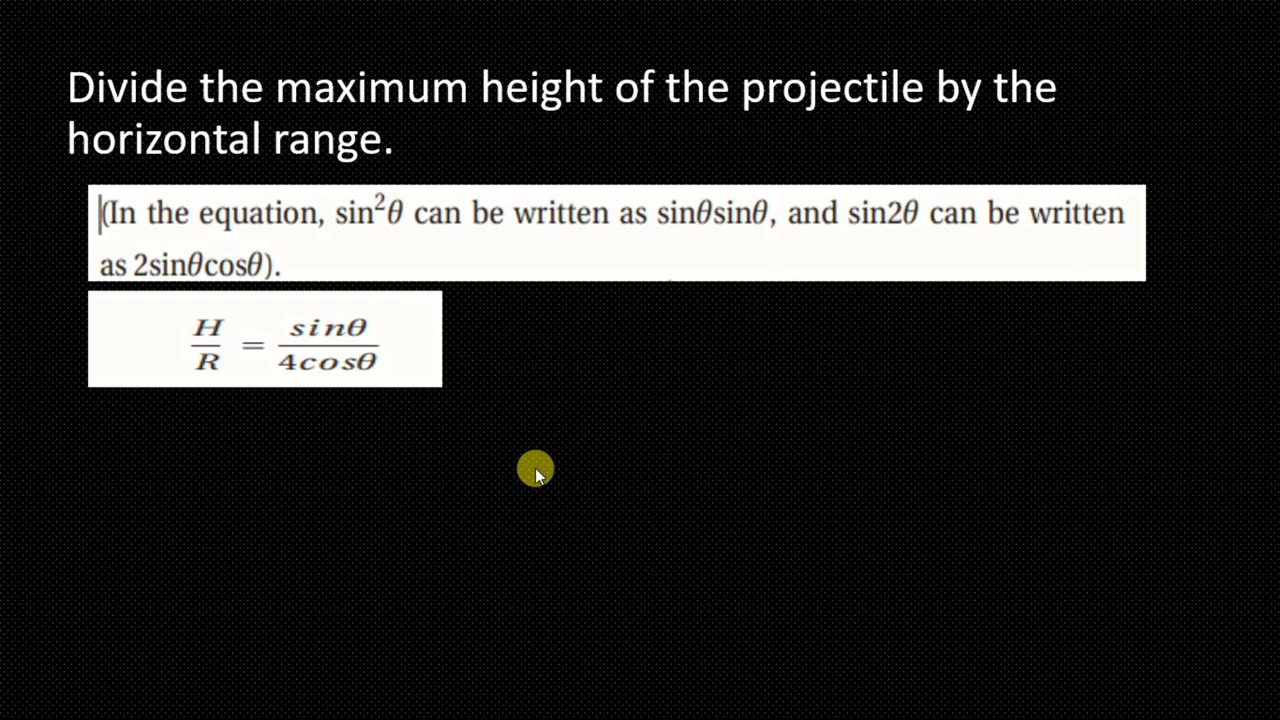 Divide the maximum height of the projectile by the
horizontal range.
(In the equation, sin²θ can be written as sinθsinθ, and sin2θ can be written
as 2sinθcosθ).
H/R = sinθ/4cosθ